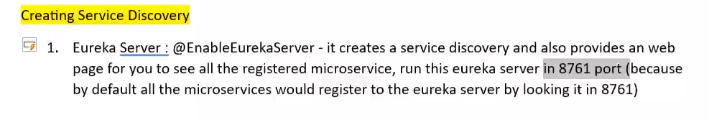 Creating Service Discovery
1. Eureka Server : @EnableEurekaServer - it creates a service discovery and also provides an web
page for you to see all the registered microservice, run this eureka server in 8761 port (because
by default all the microservices would register to the eureka server by looking it in 8761)